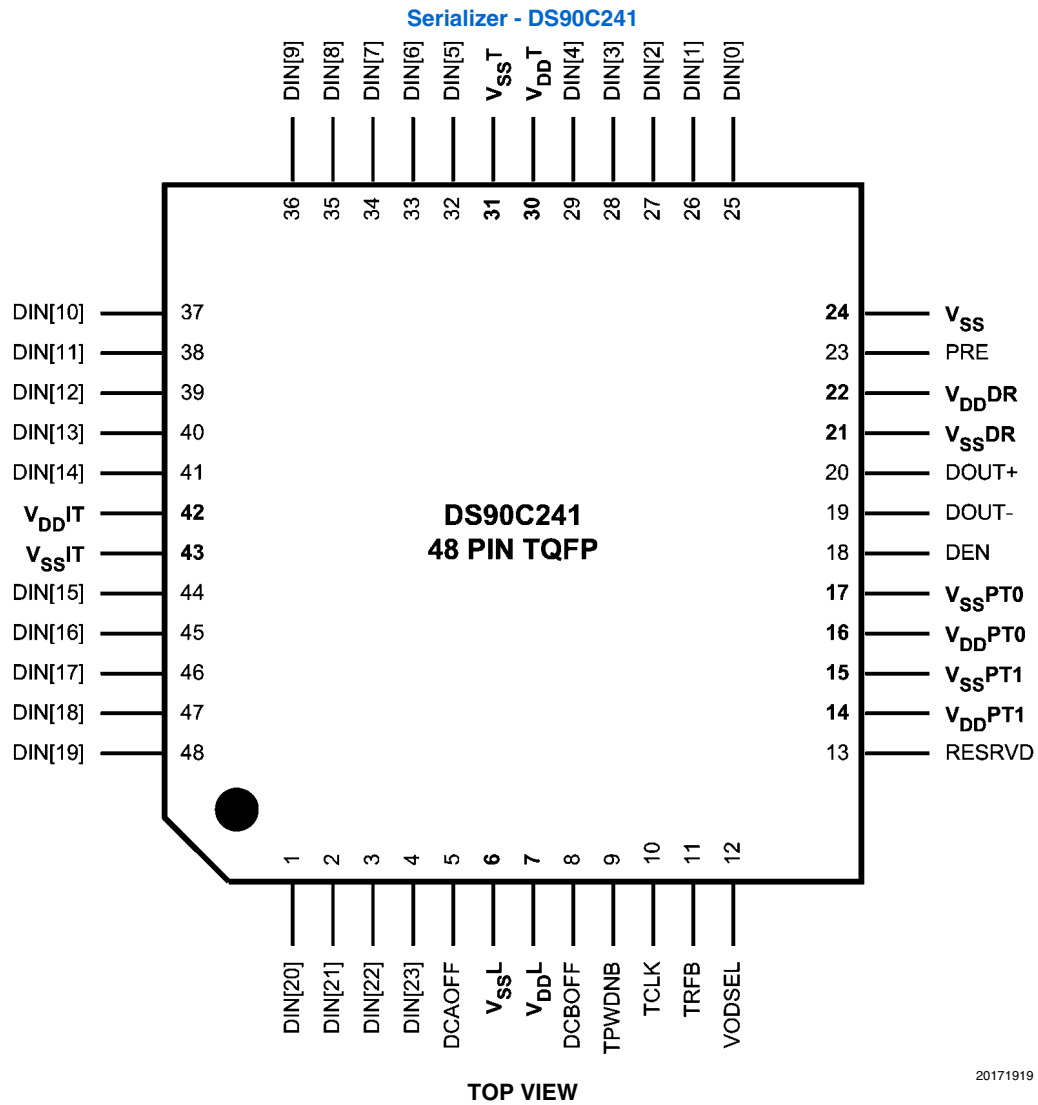 Serializer - DS90C241
DIN[9]
DIN[8]
DIN[7]
DIN[6]
DIN[5]
VSST
VDDT
DIN[4]
DIN[3]
DIN[2]
DIN[1]
DIN[0]
36
35
34
33
32
31
30
29
28
27
26
25
DIN[10] 37
DIN[11] 38
DIN[12] 39
DIN[13] 40
DIN[14] 41
VDDIT 42
VSSIT 43
DIN[15] 44
DIN[16] 45
DIN[17] 46
DIN[18] 47
DIN[19] 48
DS90C241
48 PIN TQFP
24 VSS
23 PRE
22 VDDDR
21 VSSDR
20 DOUT+
19 DOUT-
18 DEN
17 VSSPT0
16 VDDPT0
15 VSSPT1
14 VDDPT1
13 RESRVD
1
2
3
4
5
6
7
8
9
10
11
12
DIN[20]
DIN[21]
DIN[22]
DIN[23]
DCAOFF
VSSL
VDDL
DCBOFF
TPWDNB
TCLK
TRFB
VODSEL
20171919
TOP VIEW